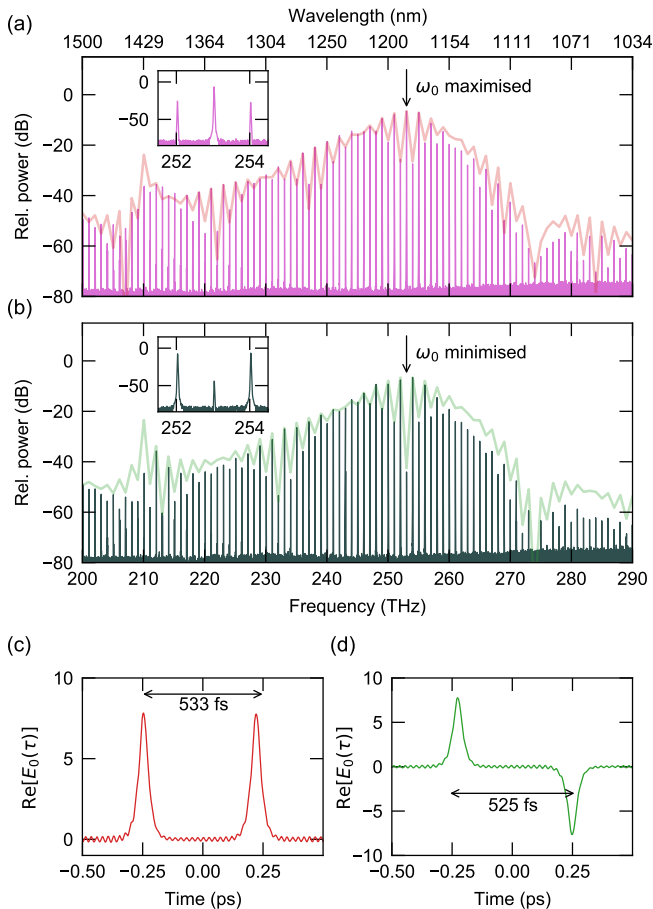 Wavelength (nm)
(a)
1500 1429 1364 1304 1250 1200 1154 1111 1071 1034
0
−20
−40
−60
−80
Rel. power (dB)
0
−50
252 254
ω0 maximised
(b)
0
−20
−40
−60
−80
Rel. power (dB)
0
−50
252 254
ω0 minimised
200 210 220 230 240 250 260 270 280 290
Frequency (THz)
(c)
10
5
0
Re[E0(τ)]
533 fs
−0.50 −0.25 0.00 0.25
Time (ps)
(d)
10
5
0
−5
−10
Re[E0(τ)]
525 fs
−0.50 −0.25 0.00 0.25
Time (ps)